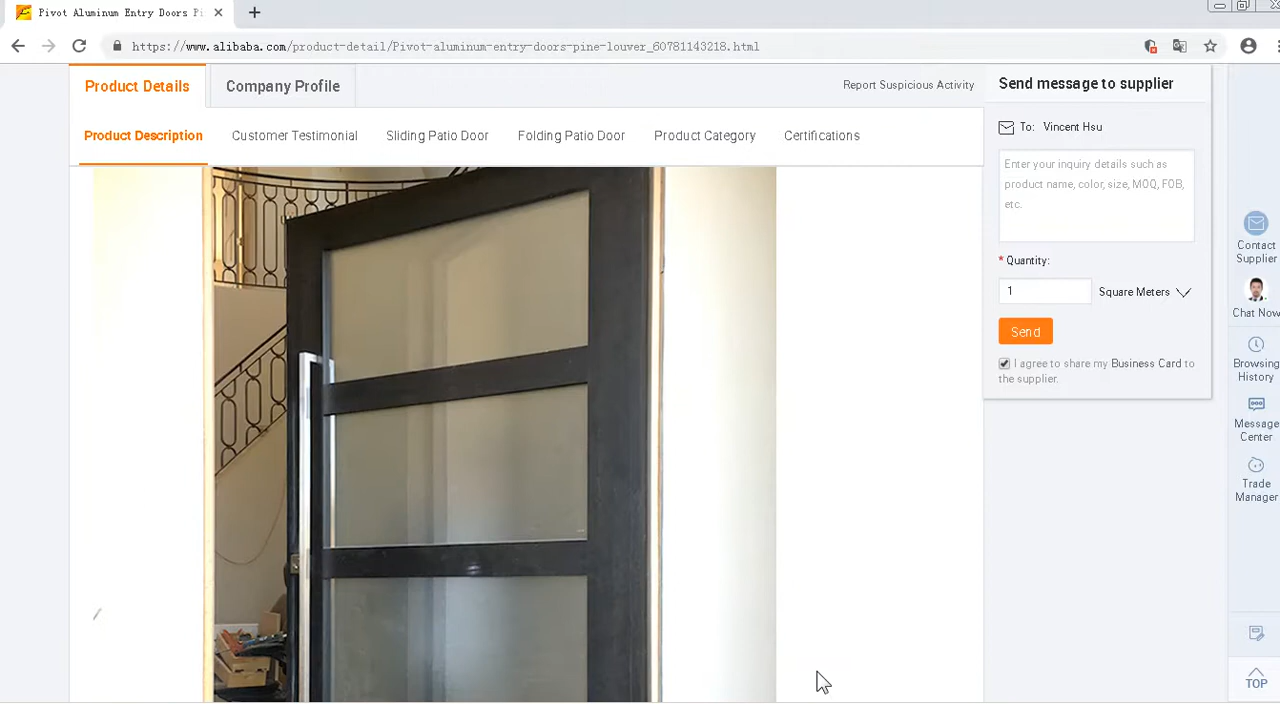 Pivot Aluminum Entry Doors Pi
https://www.alibaba.com/product-detail/Pivot-aluminum-entry-doors-pine-louver_60781143218.html
Product Details
Company Profile
Report Suspicious Activity
Product Description
Customer Testimonial
Sliding Patio Door
Folding Patio Door
Product Category
Certifications
Send message to supplier
To: Vincent Hsu
Enter your inquiry details such as
product name, color, size, MOQ, FOB,
etc.
* Quantity:
1
Square Meters
Send
I agree to share my Business Card to
the supplier.
Contact
Supplier
Chat Now
Browsing
History
Message
Center
Trade
Manager
TOP